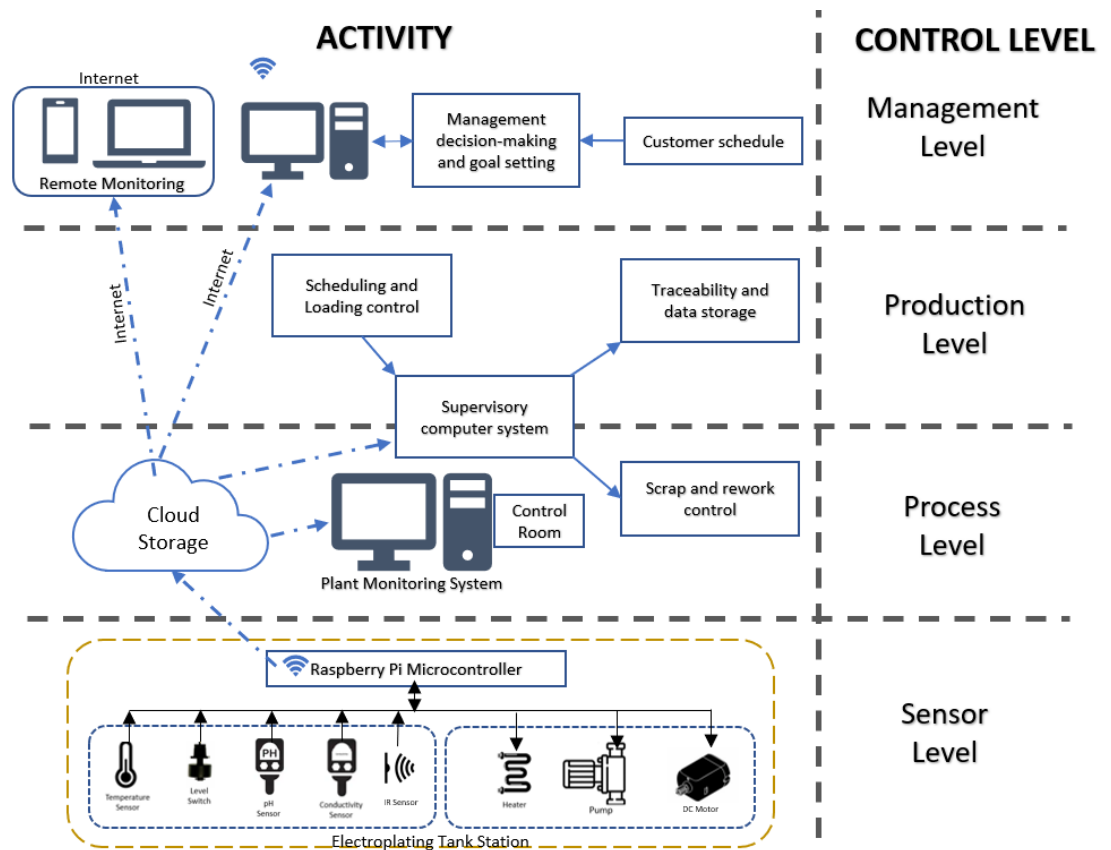 ACTIVITY
CONTROL LEVEL
Internet
Remote Monitoring
Management
decision-making
and goal setting
Customer schedule
Management
Level
Internet
Internet
Scheduling and
Loading control
Traceability and
data storage
Supervisory
computer system
Production
Level
Cloud
Storage
Control
Room
Plant Monitoring System
Scrap and rework
control
Process
Level
Raspberry Pi Microcontroller
Temperature
Sensor
Level
Switch
PH
pH
Sensor
Conductivity
Sensor
IR Sensor
Heater
Pump
DC Motor
Electroplating Tank Station
Sensor
Level